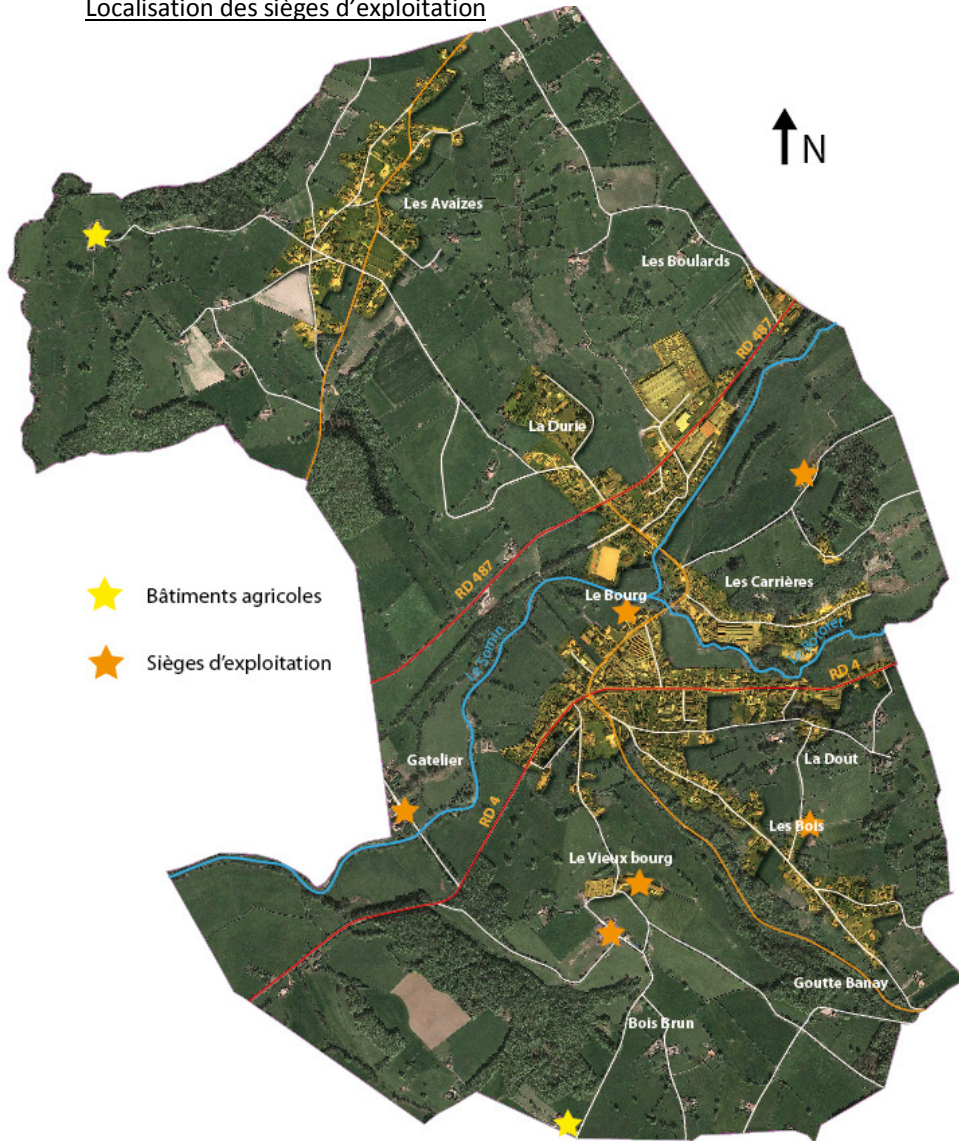 Localisation des sièges d'exploitation
N
Les Avaizes
Les Boulards
RD 487
La Durie
Les Carrières
Bâtiments agricoles
RD 487
Le Bourg
Sièges d'exploitation
Le Sornin
RD 4
Gatelier
La Dout
RD 4
Les Bois
Le Vieux bourg
Goutte Banay
Bois Brun